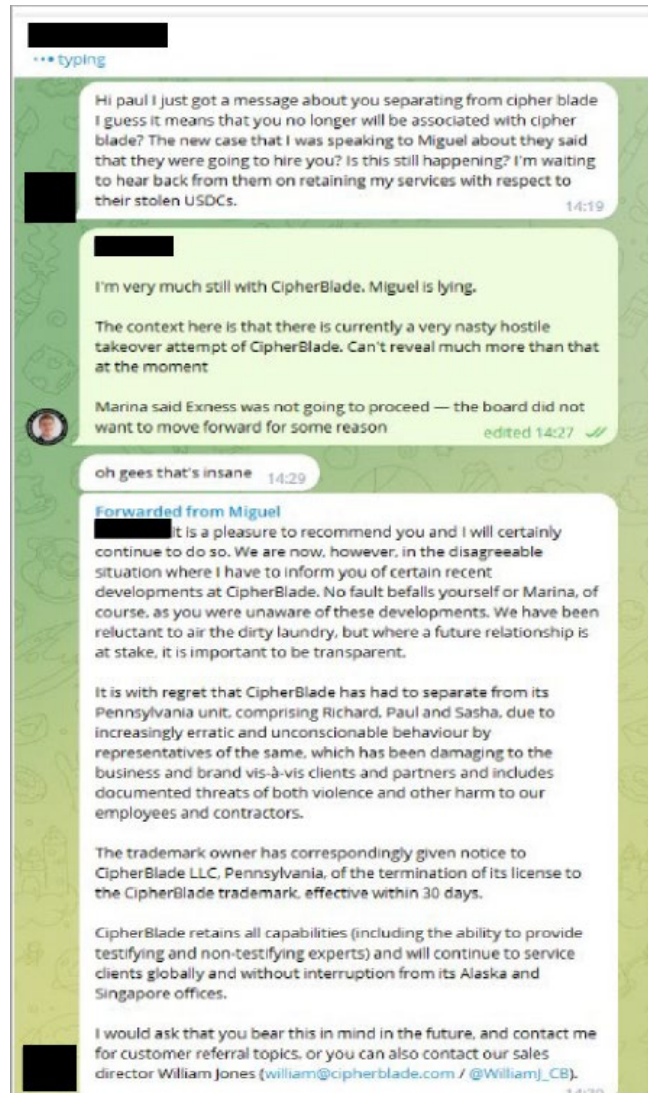 typing
Hi paul I just got a message about you separating from cipher blade
I guess it means that you no longer will be associated with cipher
blade? The new case that I was speaking to Miguel about they said
that they were going to hire you? Is this still happening? I'm waiting
to hear back from them on retaining my services with respect to
their stolen USDCs.
14:19
I'm very much still with CipherBlade. Miguel is lying.
The context here is that there is currently a very nasty hostile
takeover attempt of CipherBlade. Can't reveal much more than that
at the moment
Marina said Exness was not going to proceed — the board did not
want to move forward for some reason
edited 14:27
oh gees that's insane 14:29
Forwarded from Miguel
It is a pleasure to recommend you and I will certainly
continue to do so. We are now, however, in the disagreeable
situation where I have to inform you of certain recent
developments at CipherBlade. No fault befalls yourself or Marina, of
course, as you were unaware of these developments. We have been
reluctant to air the dirty laundry, but where a future relationship is
at stake, it is important to be transparent.
It is with regret that CipherBlade has had to separate from its
Pennsylvania unit, comprising Richard, Paul and Sasha, due to
increasingly erratic and unconscionable behaviour by
representatives of the same, which has been damaging to the
business and brand vis-à-vis clients and partners and includes
documented threats of both violence and other harm to our
employees and contractors.
The trademark owner has correspondingly given notice to
CipherBlade LLC, Pennsylvania, of the termination of its license to
the CipherBlade trademark, effective within 30 days.
CipherBlade retains all capabilities (including the ability to provide
testifying and non-testifying experts) and will continue to service
clients globally and without interruption from its Alaska and
Singapore offices.
I would ask that you bear this in mind in the future, and contact me
for customer referral topics, or you can also contact our sales
director William Jones (william@cipherblade.com / @WilliamJ_CB).